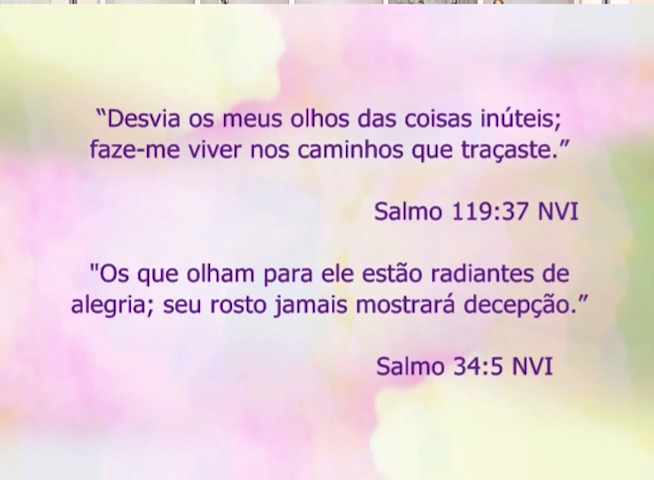 “Desvia os meus olhos das coisas inúteis;
faze-me viver nos caminhos que traçaste.”
Salmo 119:37 NVI
"Os que olham para ele estão radiantes de
alegria; seu rosto jamais mostrará decepção.”
Salmo 34:5 NVI